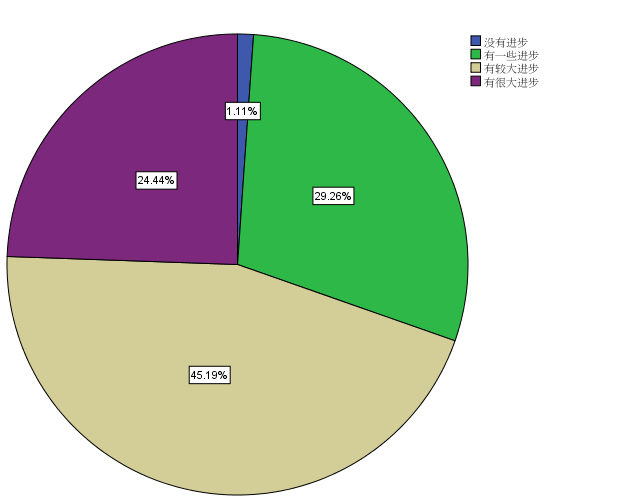 没有进步
有一些进步
有较大进步
有很大进步
1.11%
24.44%
29.26%
45.19%